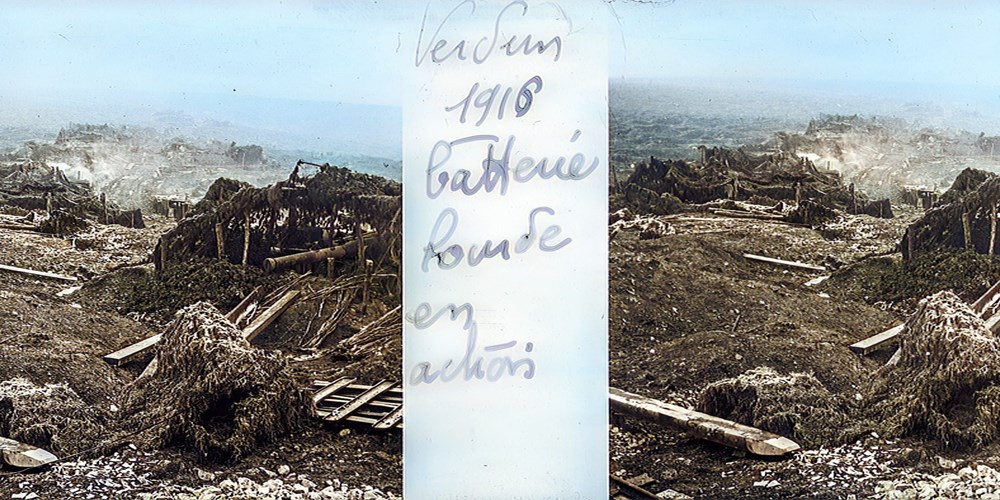 Verdun
1916
batterie
lourde
en
action